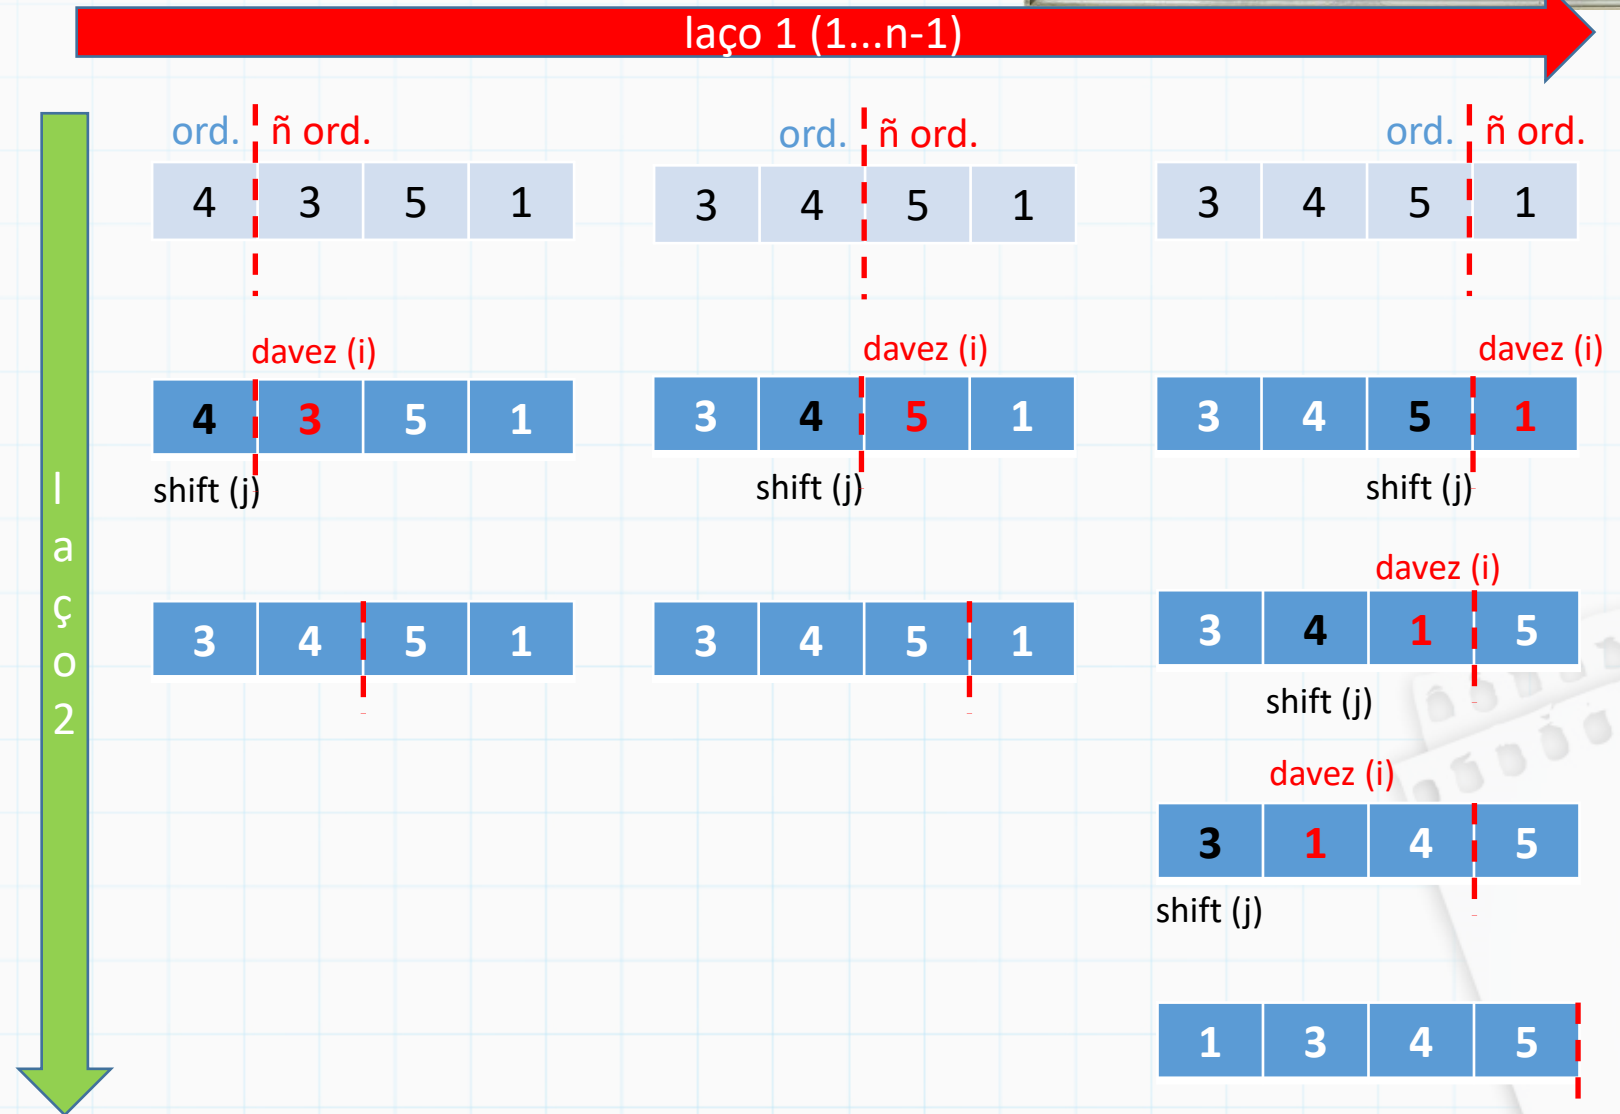 laço 1 (1...n-1)
laço 2
ord. ñ ord.
4 3 5 1
davez (i)
4 3 5 1
shift (j)
3 4 5 1
ord. ñ ord.
3 4 5 1
davez (i)
3 4 5 1
shift (j)
3 4 5 1
ord. ñ ord.
3 4 5 1
davez (i)
3 4 5 1
shift (j)
davez (i)
3 4 1 5
shift (j)
davez (i)
3 1 4 5
shift (j)
1 3 4 5